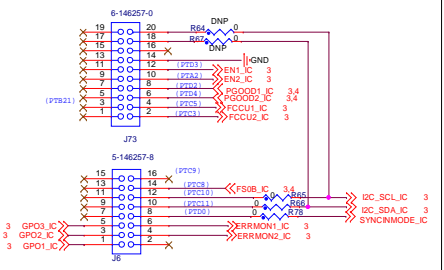 6-146257-0
DNP
19 20 R64 0
17 18 R67 0
15 16 DNP
13 14 GND
11 12 (PTD3) EN1_IC 3
9 10 (PTA2) EN2_IC 3
7 8 (PTD2) PGOOD1_IC 3,4
(PTB21) 5 6 (PTD4) PGOOD2_IC 3,4
3 4 (PTC5) FCCU1_IC 3
1 2 (PTC3) FCCU2_IC 3
J73
5-146257-8
15 16 (PTC9)
13 14 (PTC8) FS0B_IC 3,4
11 12 (PTC10) 0 R65 I2C_SCL_IC 3
9 10 (PTC11) 0 R66 I2C_SDA_IC 3
7 8 (PTD0) 0 R78 SYNCINMODE_IC 3
3 GPO3_IC 5 6 ERRMON1_IC 3
3 GPO2_IC 3 4 ERRMON2_IC 3
3 GPO1_IC 1 2
J6